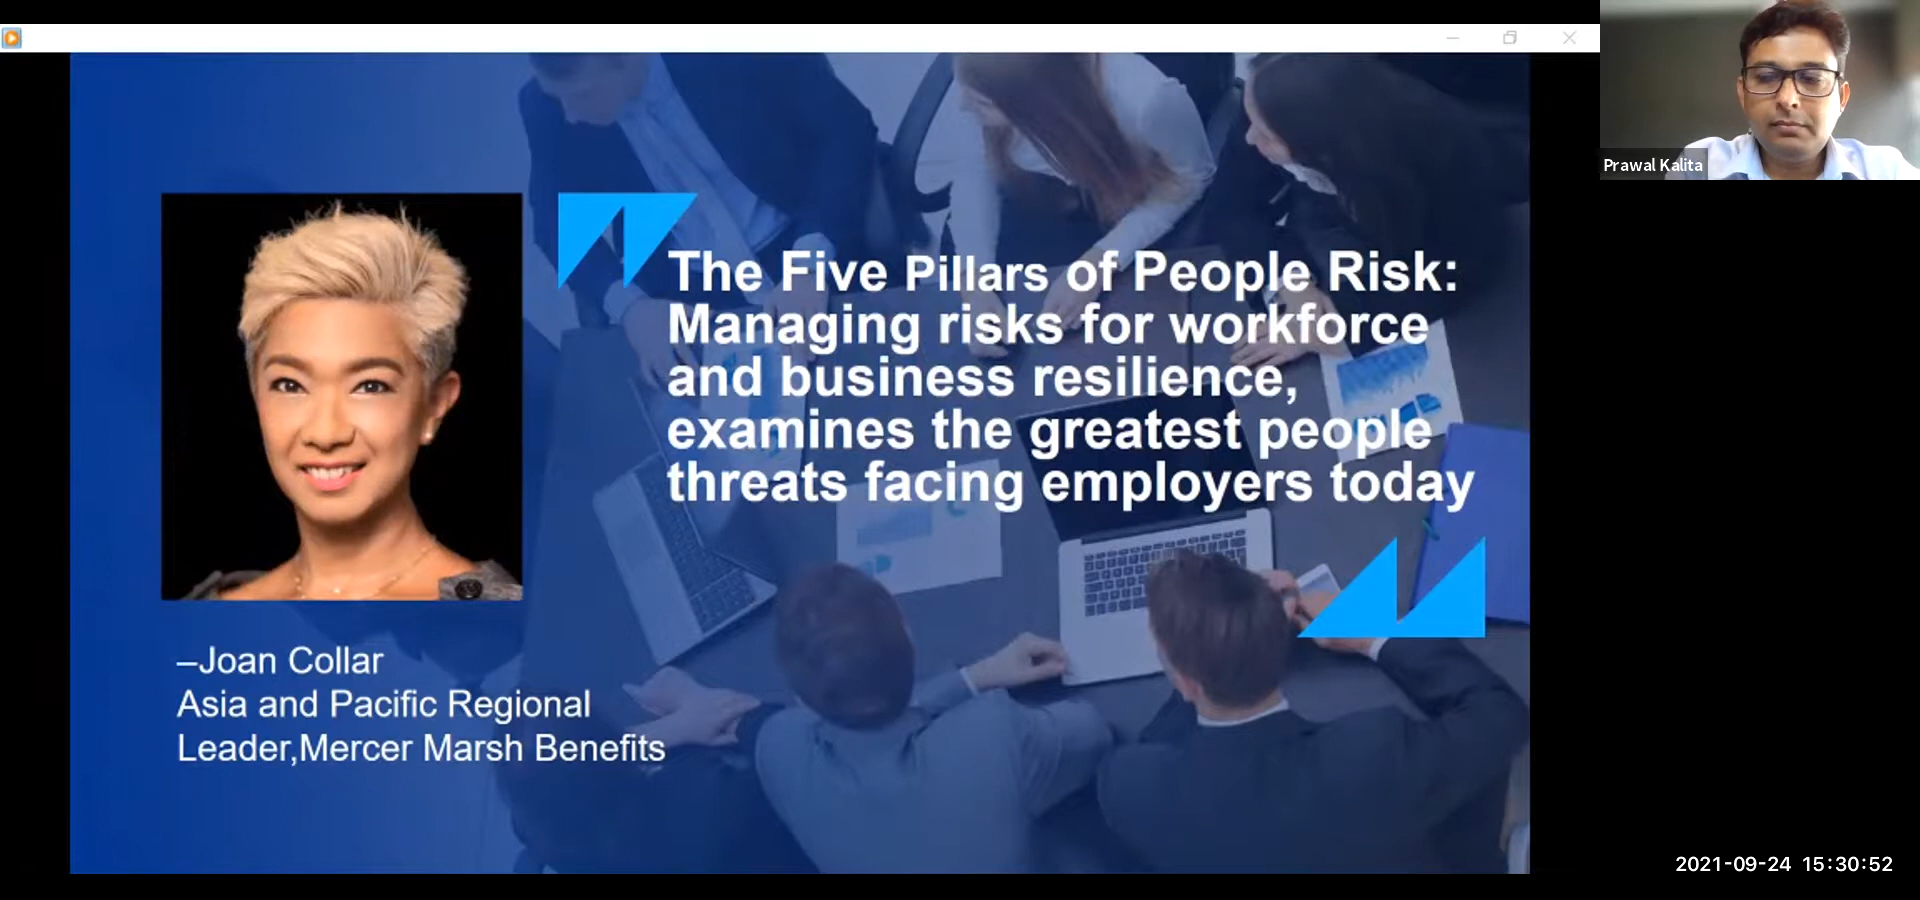 Prawal Kalita
The Five Pillars of People Risk:
Managing risks for workforce
and business resilience,
examines the greatest people
threats facing employers today
–Joan Collar
Asia and Pacific Regional
Leader,Mercer Marsh Benefits
2021-09-24 15:30:52